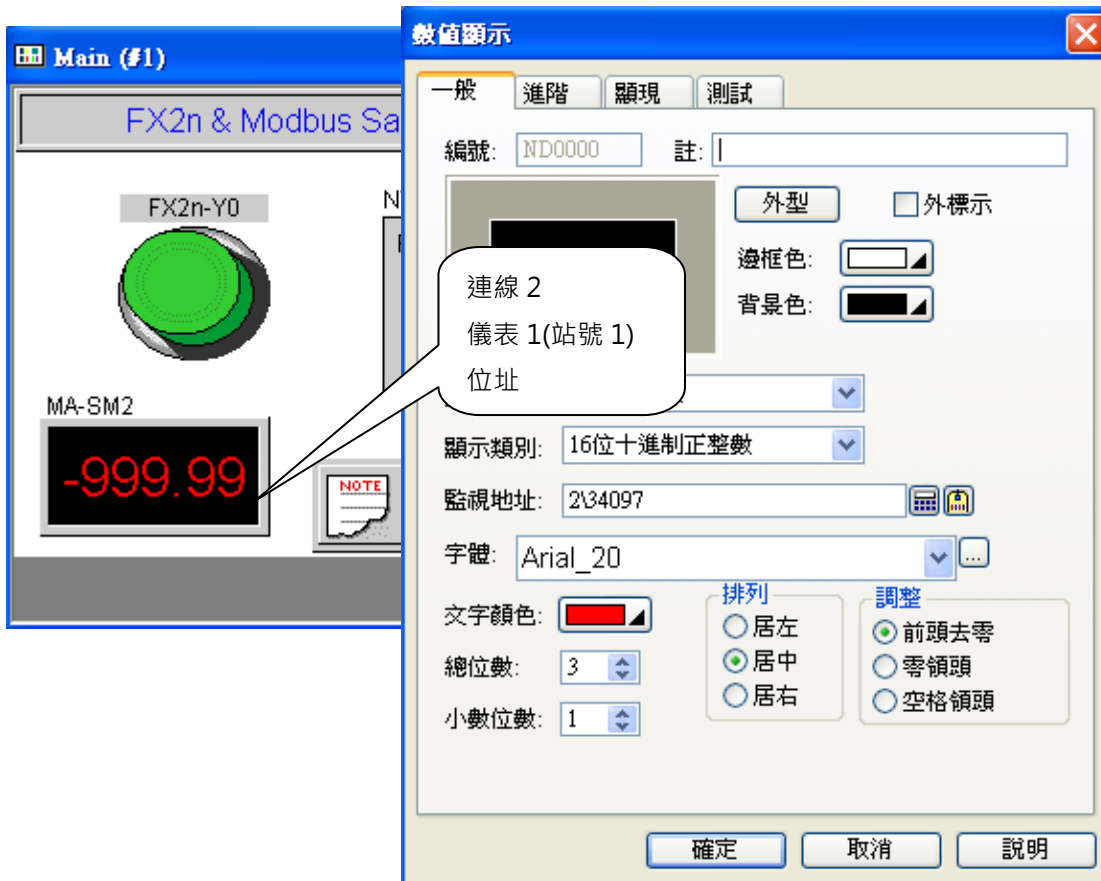 Main (#1)
FX2n & Modbus Sa
FX2n-Y0
MA-SM2
-999.99
NOTE
數值顯示
一般
進階
顯現
測試
編號: ND0000
註:
外型
外標示
邊框色:
背景色:
連線 2
儀表 1(站號 1)
位址
顯示類別: 16位十進制正整數
監視地址: 2\34097
字體: Arial_20
...
文字顏色:
總位數: 3
小數位數: 1
排列
居左
居中
居右
調整
前頭去零
零領頭
空格領頭
確定
取消
說明